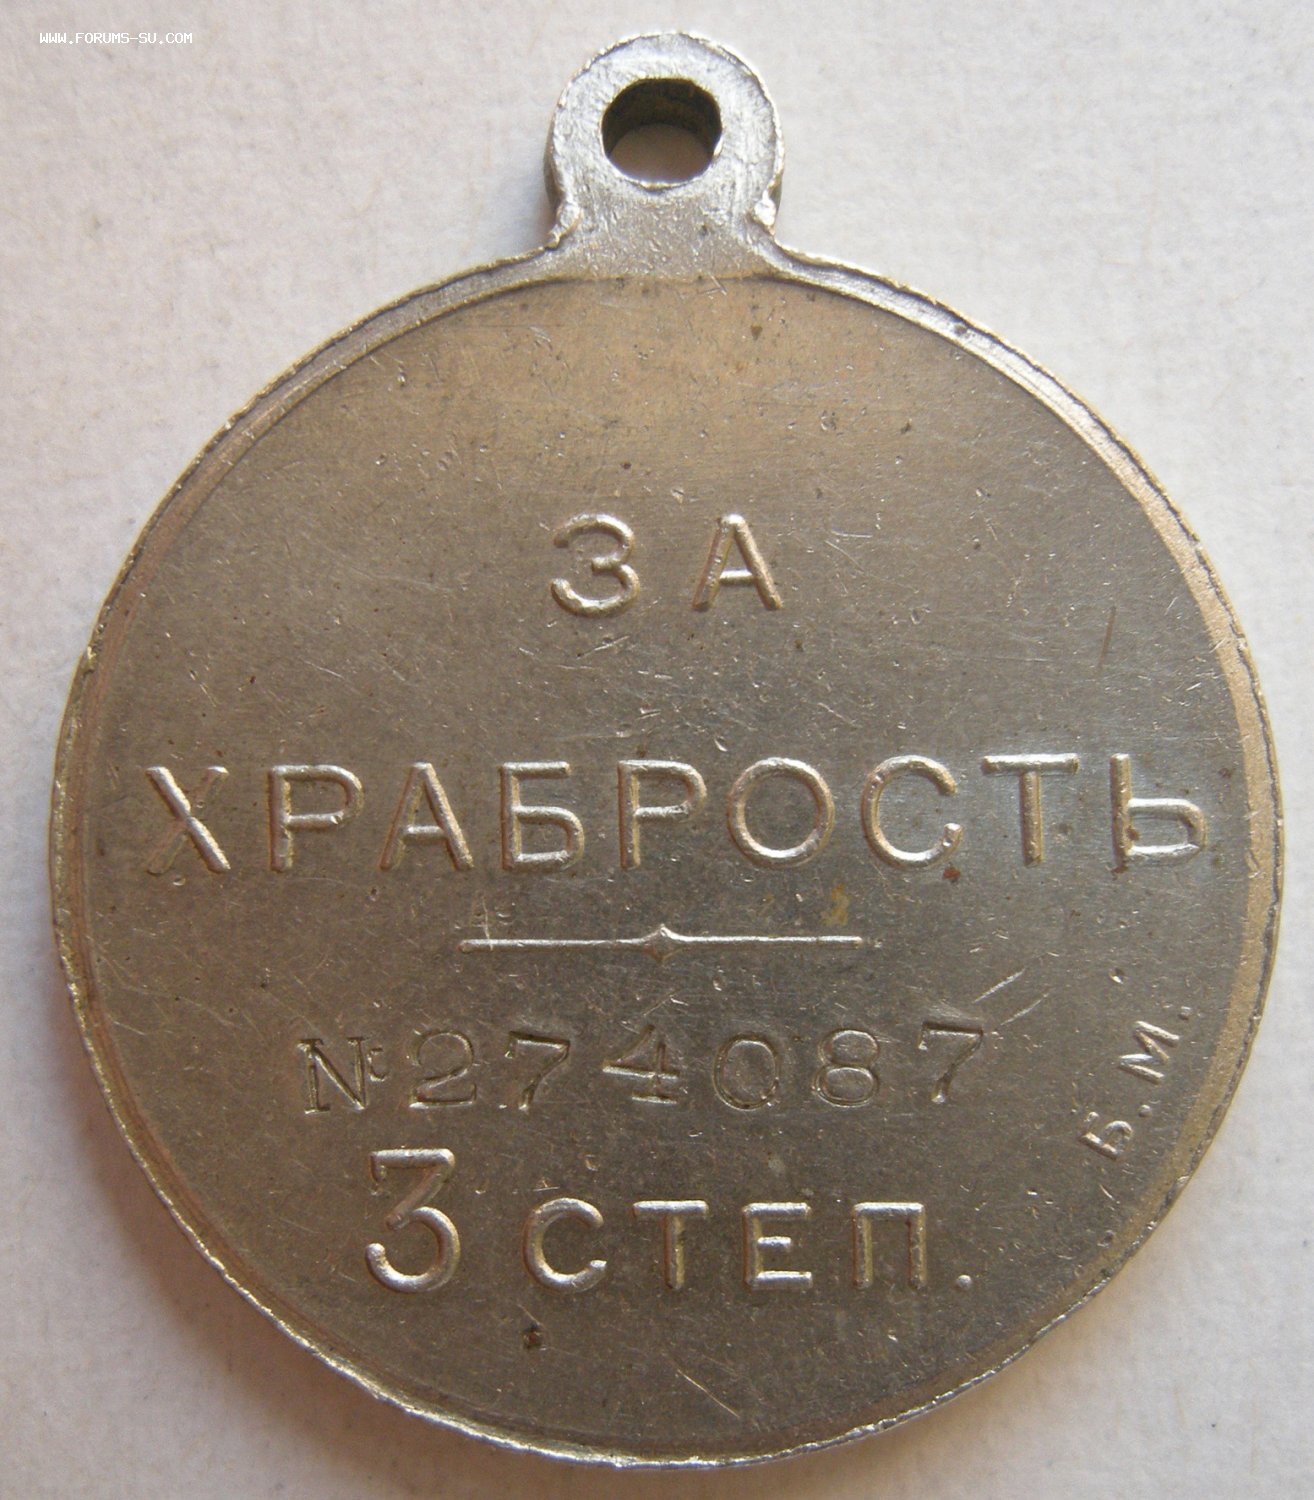 WWW.FORUMS-SU.COM
ЗА
ХРАБРОСТЬ
№274087
3 СТЕП.
Б.М.